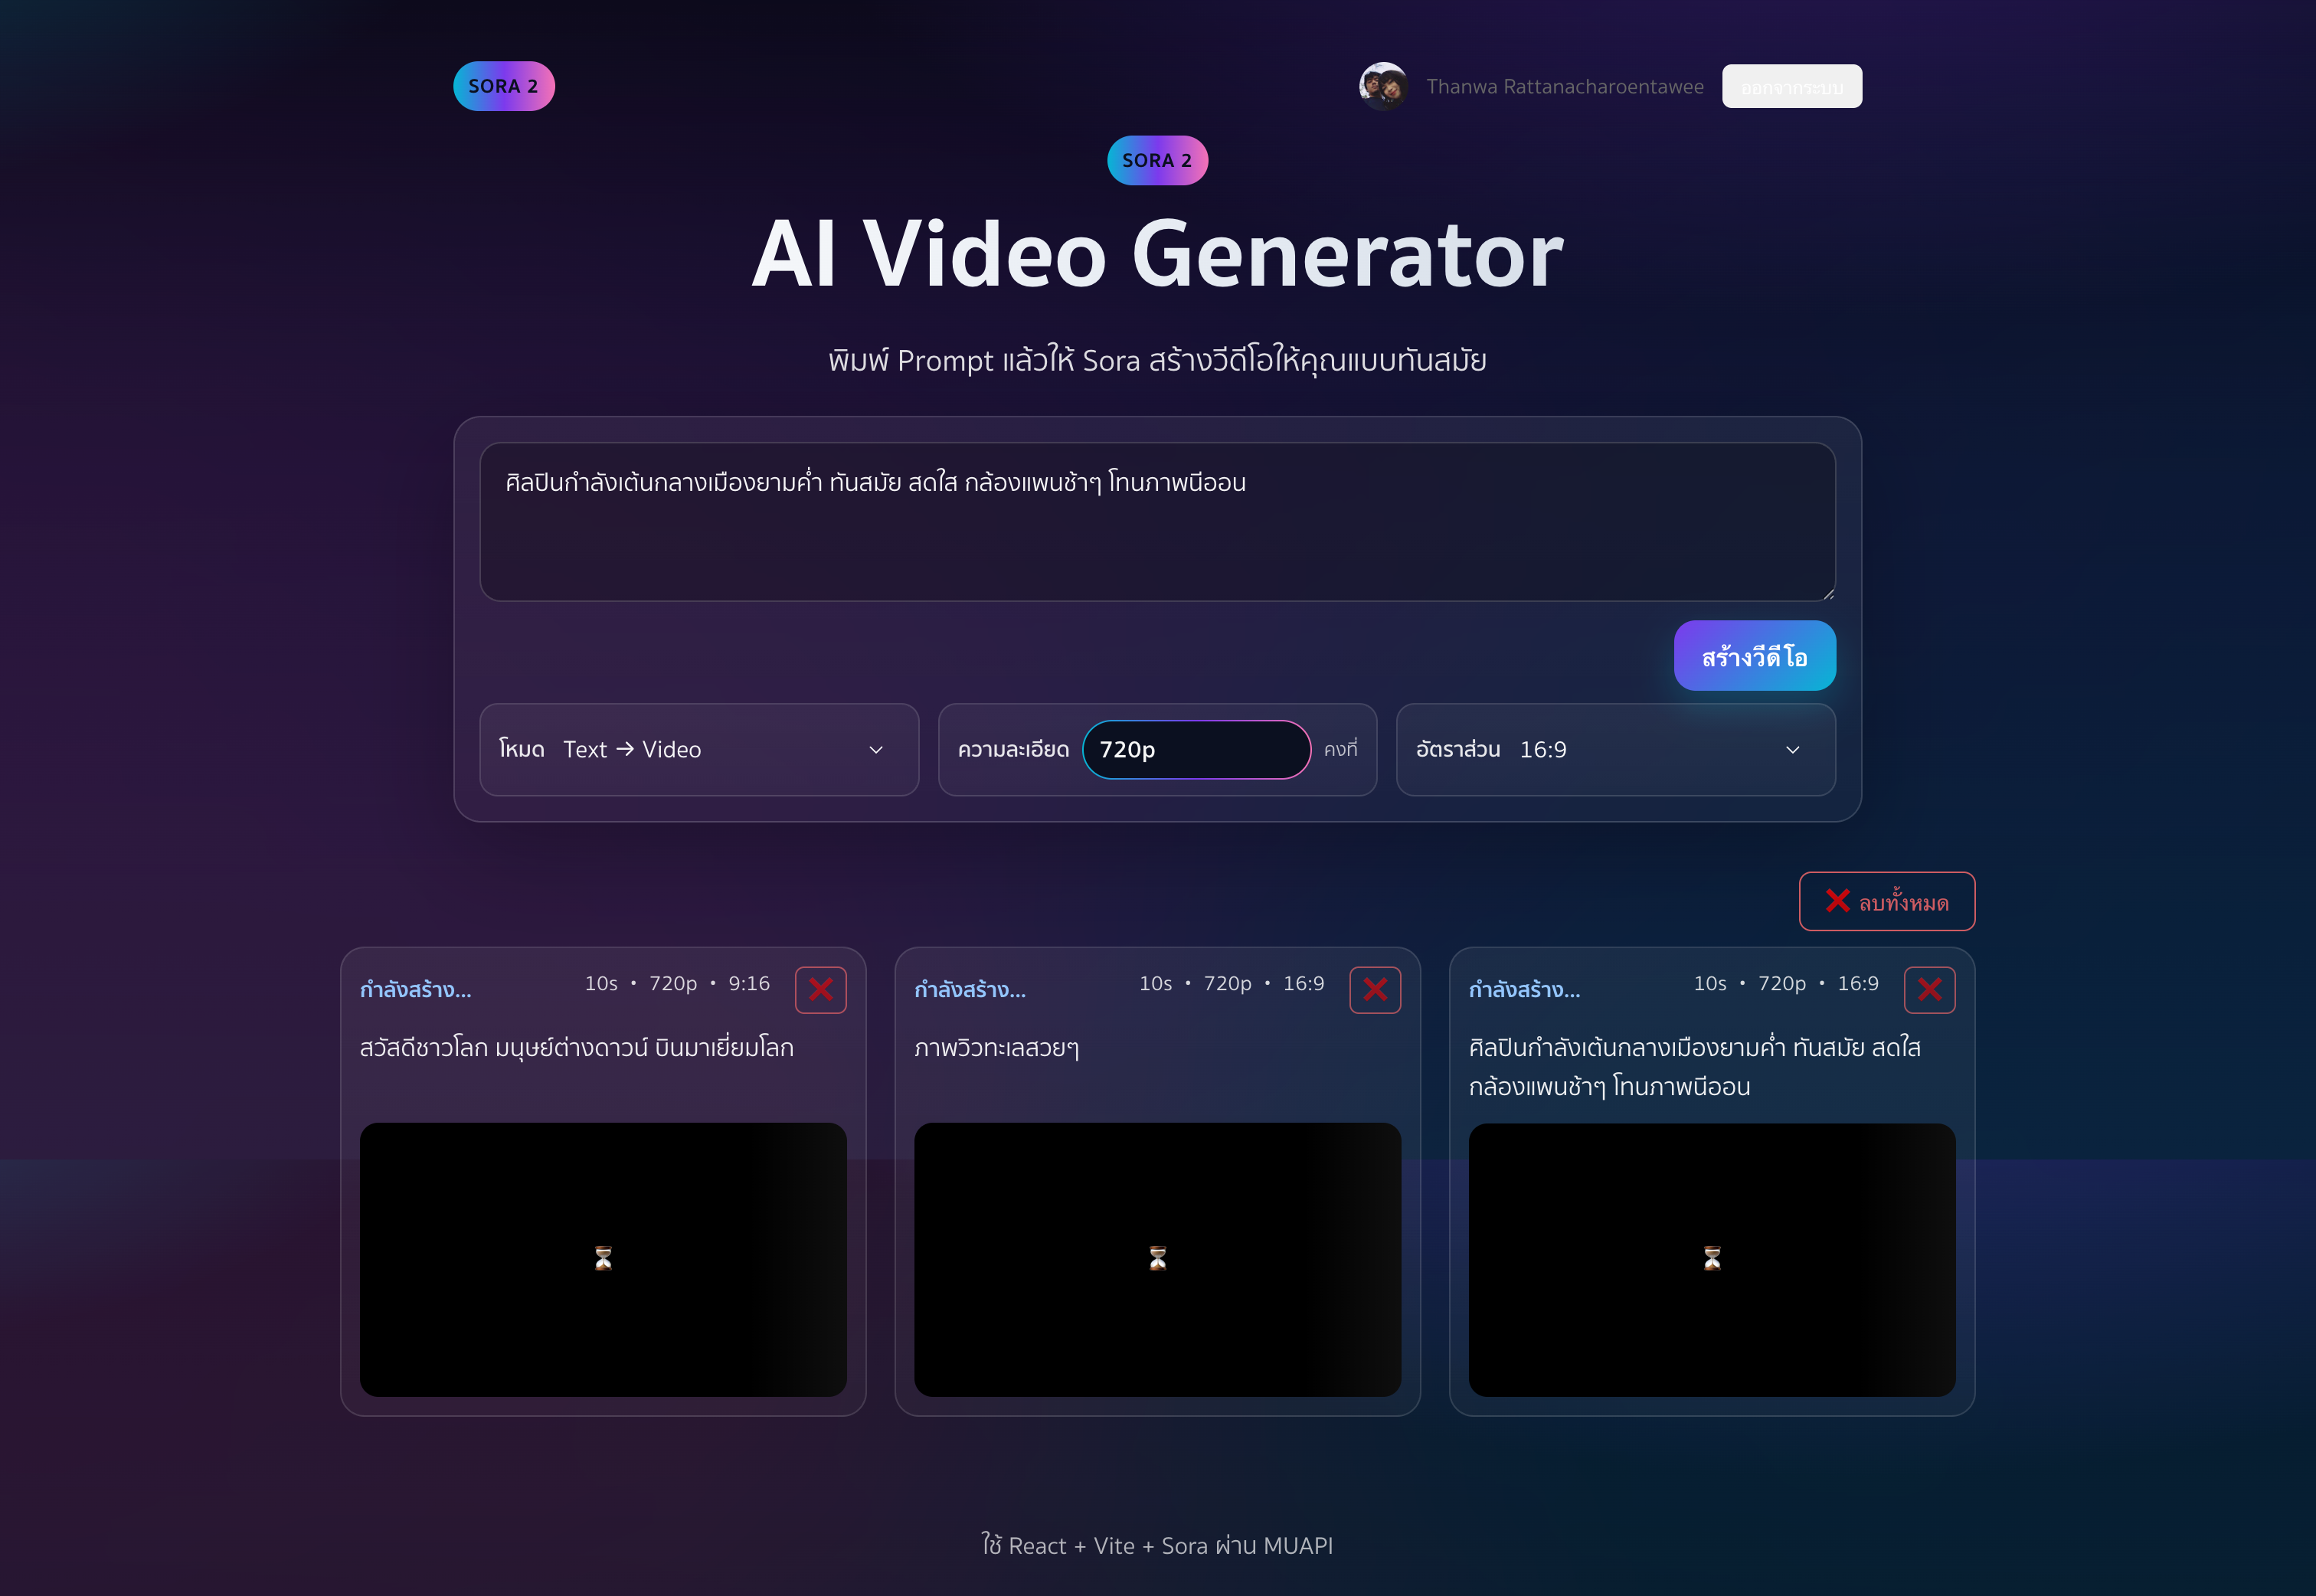 SORA 2
Thanwa Rattanacharoentawee
ออกจากระบบ
SORA 2
AI Video Generator
พิมพ์ Prompt แล้วให้ Sora สร้างวีดีโอให้คุณแบบทันสมัย
ศิลปินกำลังเต้นกลางเมืองยามค่ำ ทันสมัย สดใส กล้องแพนช้าๆ โทนภาพนีออน
สร้างวีดีโอ
โหมด Text → Video
ความละเอียด 720p คงที่
อัตราส่วน 16:9
❌ ลบทั้งหมด
กำลังสร้าง... 10s • 720p • 9:16 ❌
สวัสดีชาวโลก มนุษย์ต่างดาวน์ บินมาเยี่ยมโลก
กำลังสร้าง... 10s • 720p • 16:9 ❌
ภาพวิวทะเลสวยๆ
กำลังสร้าง... 10s • 720p • 16:9 ❌
ศิลปินกำลังเต้นกลางเมืองยามค่ำ ทันสมัย สดใส
กล้องแพนช้าๆ โทนภาพนีออน
ใช้ React + Vite + Sora ผ่าน MUAPI